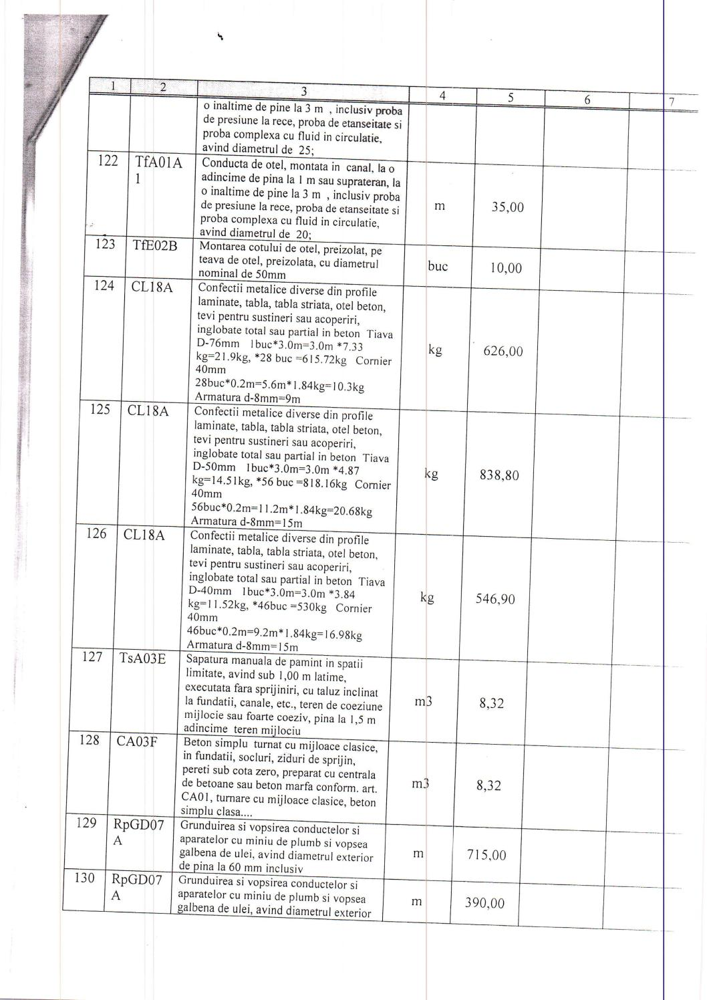 1 2 3 4 5 6 7
o inaltime de pine la 3 m , inclusiv proba
de presiune la rece, proba de etanseitate si
proba complexa cu fluid in circulatie,
avind diametrul de 25;
122 TfA01A
1
Conducta de otel, montata in canal, la o
adincime de pina la 1 m sau suprateran, la
o inaltime de pine la 3 m , inclusiv proba
de presiune la rece, proba de etanseitate si
proba complexa cu fluid in circulatie,
avind diametrul de 20;
m 35,00
123 TfE02B
Montarea cotului de otel, preizolat, pe
teava de otel, preizolata, cu diametrul
nominal de 50mm
buc 10,00
124 CL18A
Confectii metalice diverse din profile
laminate, tabla, tabla striata, otel beton,
tevi pentru sustineri sau acoperiri,
inglobate total sau partial in beton Tiava
D-76mm 1buc*3.0m=3.0m *7.33
kg=21.9kg, *28 buc =615.72kg Cornier
40mm
28buc*0.2m=5.6m*1.84kg=10.3kg
Armatura d-8mm=9m
kg 626,00
125 CL18A
Confectii metalice diverse din profile
laminate, tabla, tabla striata, otel beton,
tevi pentru sustineri sau acoperiri,
inglobate total sau partial in beton Tiava
D-50mm 1buc*3.0m=3.0m *4.87
kg=14.51kg, *56 buc =818.16kg Cornier
40mm
56buc*0.2m=11.2m*1.84kg=20.68kg
Armatura d-8mm=15m
kg 838,80
126 CL18A
Confectii metalice diverse din profile
laminate, tabla, tabla striata, otel beton,
tevi pentru sustineri sau acoperiri,
inglobate total sau partial in beton Tiava
D-40mm 1buc*3.0m=3.0m *3.84
kg=11.52kg, *46buc =530kg Cornier
40mm
46buc*0.2m=9.2m*1.84kg=16.98kg
Armatura d-8mm=15m
kg 546,90
127 TsA03E
Sapatura manuala de pamint in spatii
limitate, avind sub 1,00 m latime,
executata fara sprijiniri, cu taluz inclinat
la fundatii, canale, etc., teren de coeziune
mijlocie sau foarte coeziv, pina la 1,5 m
adincime teren mijlociu
m3 8,32
128 CA03F
Beton simplu turnat cu mijloace clasice,
in fundatii, socluri, ziduri de sprijin,
pereti sub cota zero, preparat cu centrala
de betoane sau beton marfa conform. art.
CA01, turnare cu mijloace clasice, beton
simplu clasa....
m3 8,32
129 RpGD07
A
Grunduirea si vopsirea conductelor si
aparatelor cu miniu de plumb si vopsea
galbena de ulei, avind diametrul exterior
de pina la 60 mm inclusiv
m 715,00
130 RpGD07
A
Grunduirea si vopsirea conductelor si
aparatelor cu miniu de plumb si vopsea
galbena de ulei, avind diametrul exterior
m 390,00